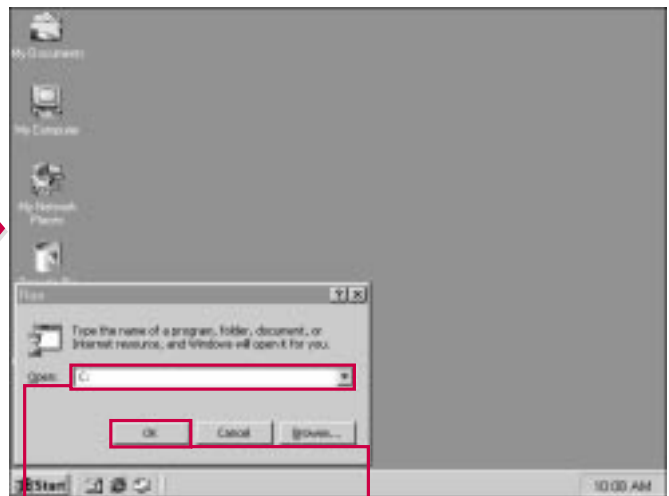 My Documents
My Computer
My Network
Places
Run
Type the name of a program, folder, document, or
Internet resource, and Windows will open it for you.
Open:
OK
Cancel
Browse...
Start
10:00 AM